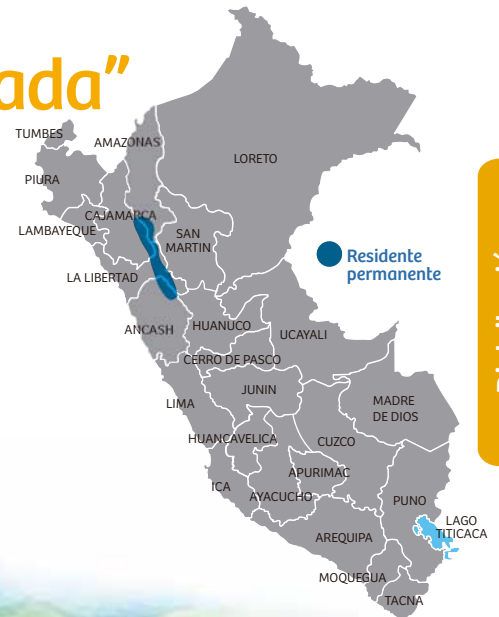 ada”
TUMBES
AMAZONAS
LORETO
PIURA
CAJAMARCA
LAMBAYEQUE
SAN
MARTIN
Residente
permanente
LA LIBERTAD
ANCASH
HUANUCO
UCAYALI
CERRO DE PASCO
JUNIN
LIMA
MADRE
DE DIOS
HUANCAVELICA
CUZCO
APURIMAC
ICA
AYACUCHO
PUNO
LAGO
TITICACA
AREQUIPA
MOQUEGUA
TACNA